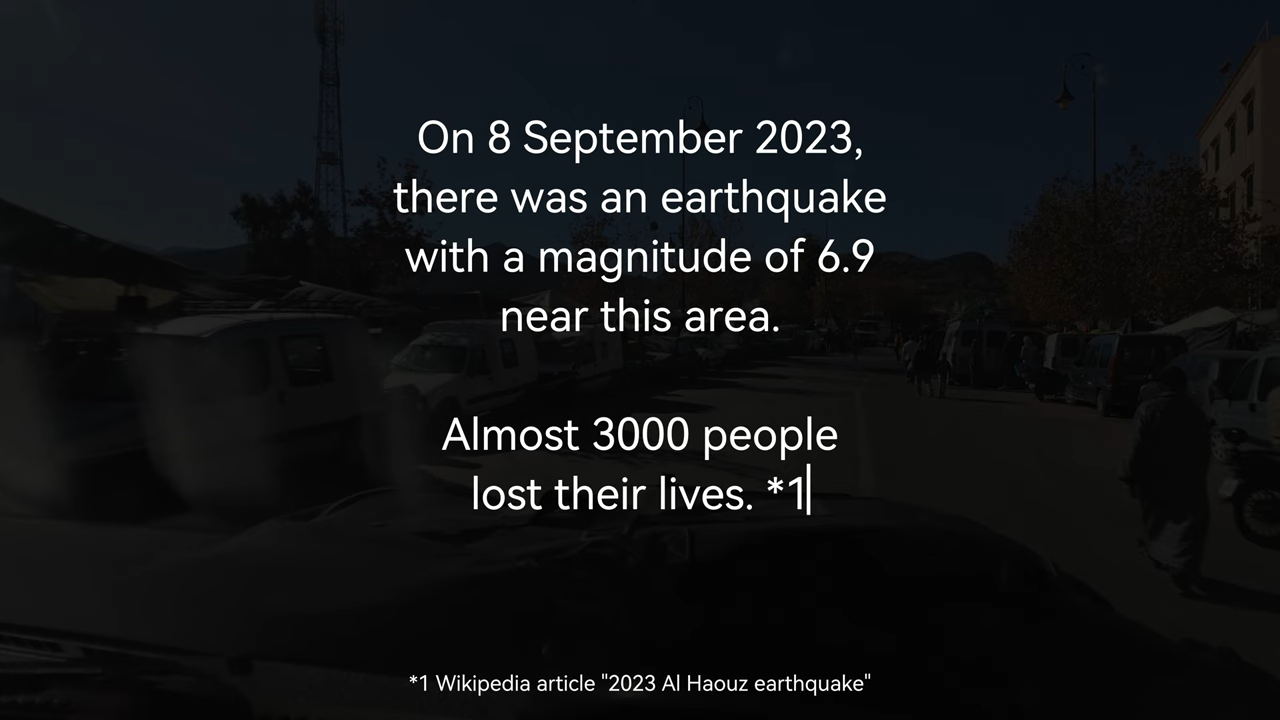 On 8 September 2023,
there was an earthquake
with a magnitude of 6.9
near this area.
Almost 3000 people
lost their lives. *1
*1 Wikipedia article "2023 Al Haouz earthquake"